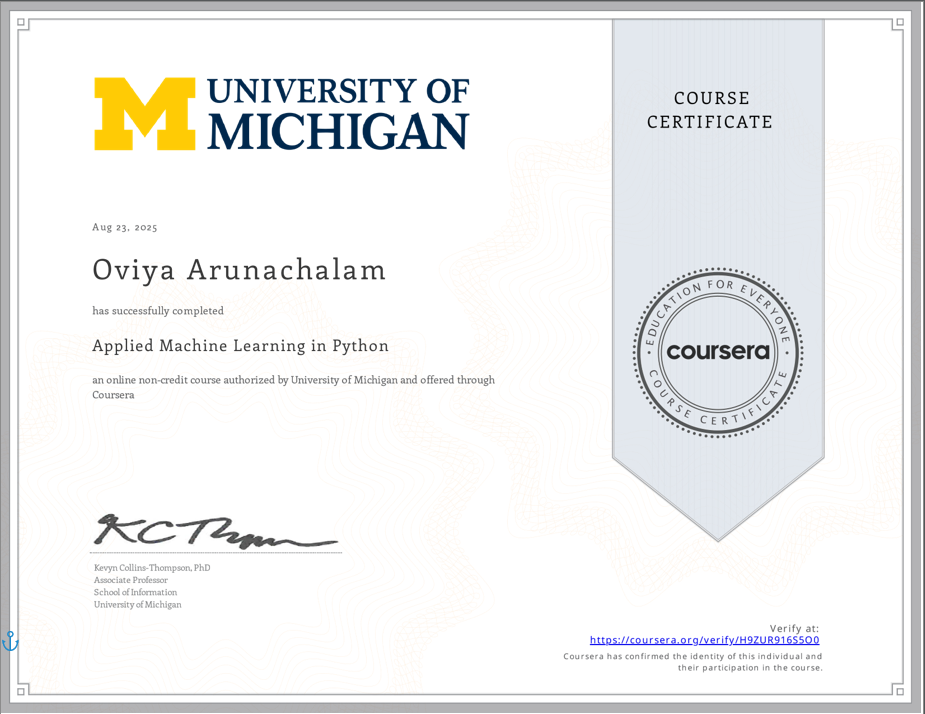 UNIVERSITY OF
MICHIGAN
COURSE
CERTIFICATE
Aug 23, 2025
Oviya Arunachalam
has successfully completed
Applied Machine Learning in Python
an online non-credit course authorized by University of Michigan and offered through
Coursera
EDUCATION FOR EVERYONE
coursera
COURSE CERTIFICATE
KCThom
Kevyn Collins-Thompson, PhD
Associate Professor
School of Information
University of Michigan
Verify at:
https://coursera.org/verify/H9ZUR916S5O0
Coursera has confirmed the identity of this individual and
their participation in the course.